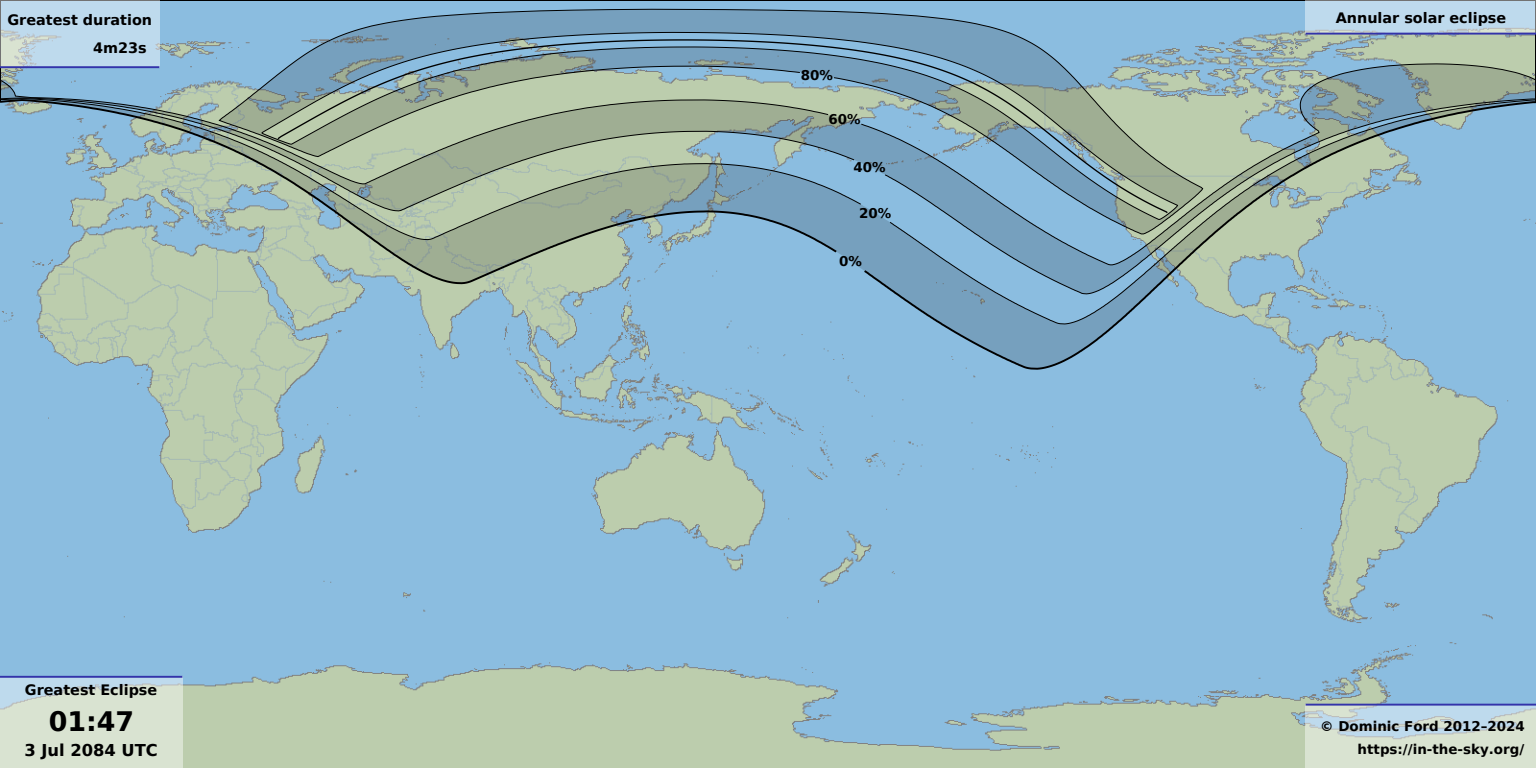 Greatest duration
4m23s
Annular solar eclipse
80%
60%
40%
20%
0%
Greatest Eclipse
01:47
3 Jul 2084 UTC
© Dominic Ford 2012–2024
https://in-the-sky.org/